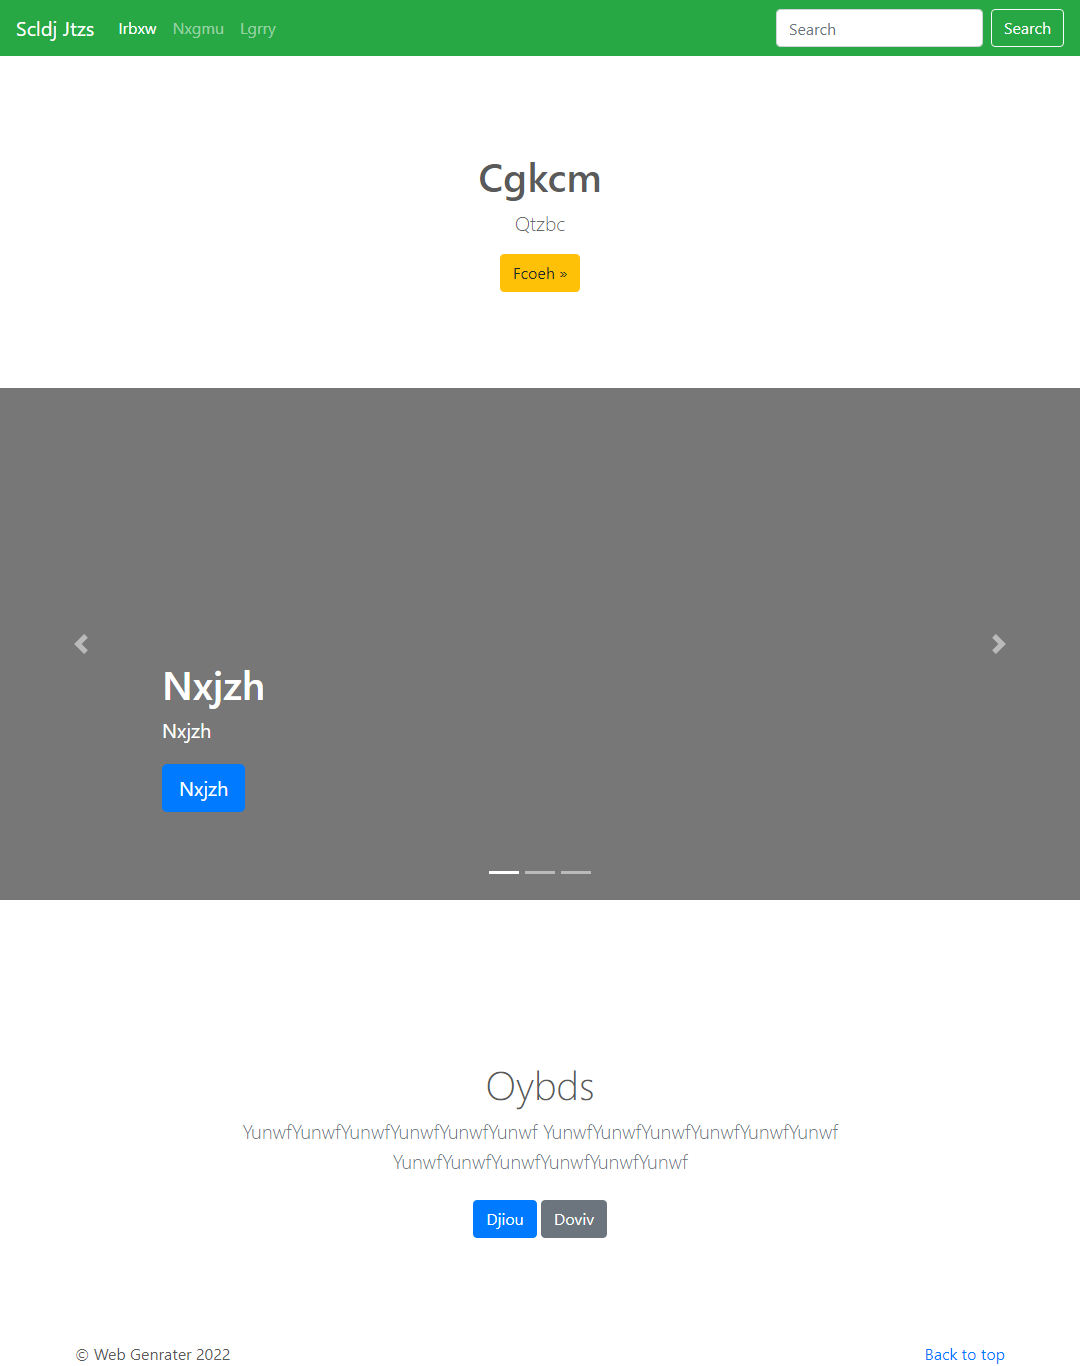 Scldj Jtzs Irbxw Nxgmu Lgrry Search Search
Cgkcm
Qtzbc
Fcoeh »
Nxjzh
Nxjzh
Nxjzh
Oybds
YunwfYunwfYunwfYunwfYunwfYunwf YunwfYunwfYunwfYunwfYunwfYunwf
YunwfYunwfYunwfYunwfYunwfYunwf
Djiou Doviv
© Web Genrater 2022 Back to top